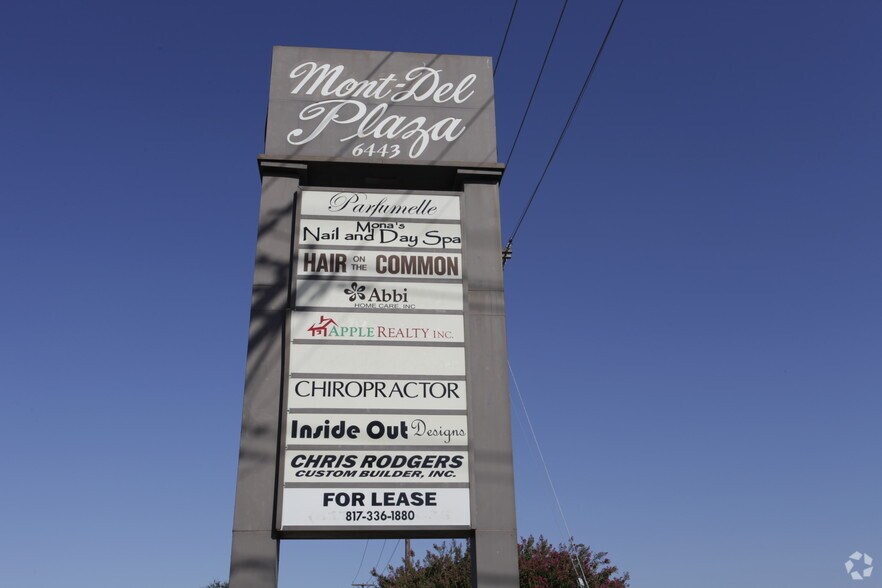 Mont-Del
Plaza
6443
Parfumelle
Mona's
Nail and Day Spa
HAIR ON THE COMMON
Abbi
HOME CARE, INC
APPLE REALTY INC.
CHIROPRACTOR
Inside Out Designs
CHRIS RODGERS
CUSTOM BUILDER, INC.
FOR LEASE
817-336-1880